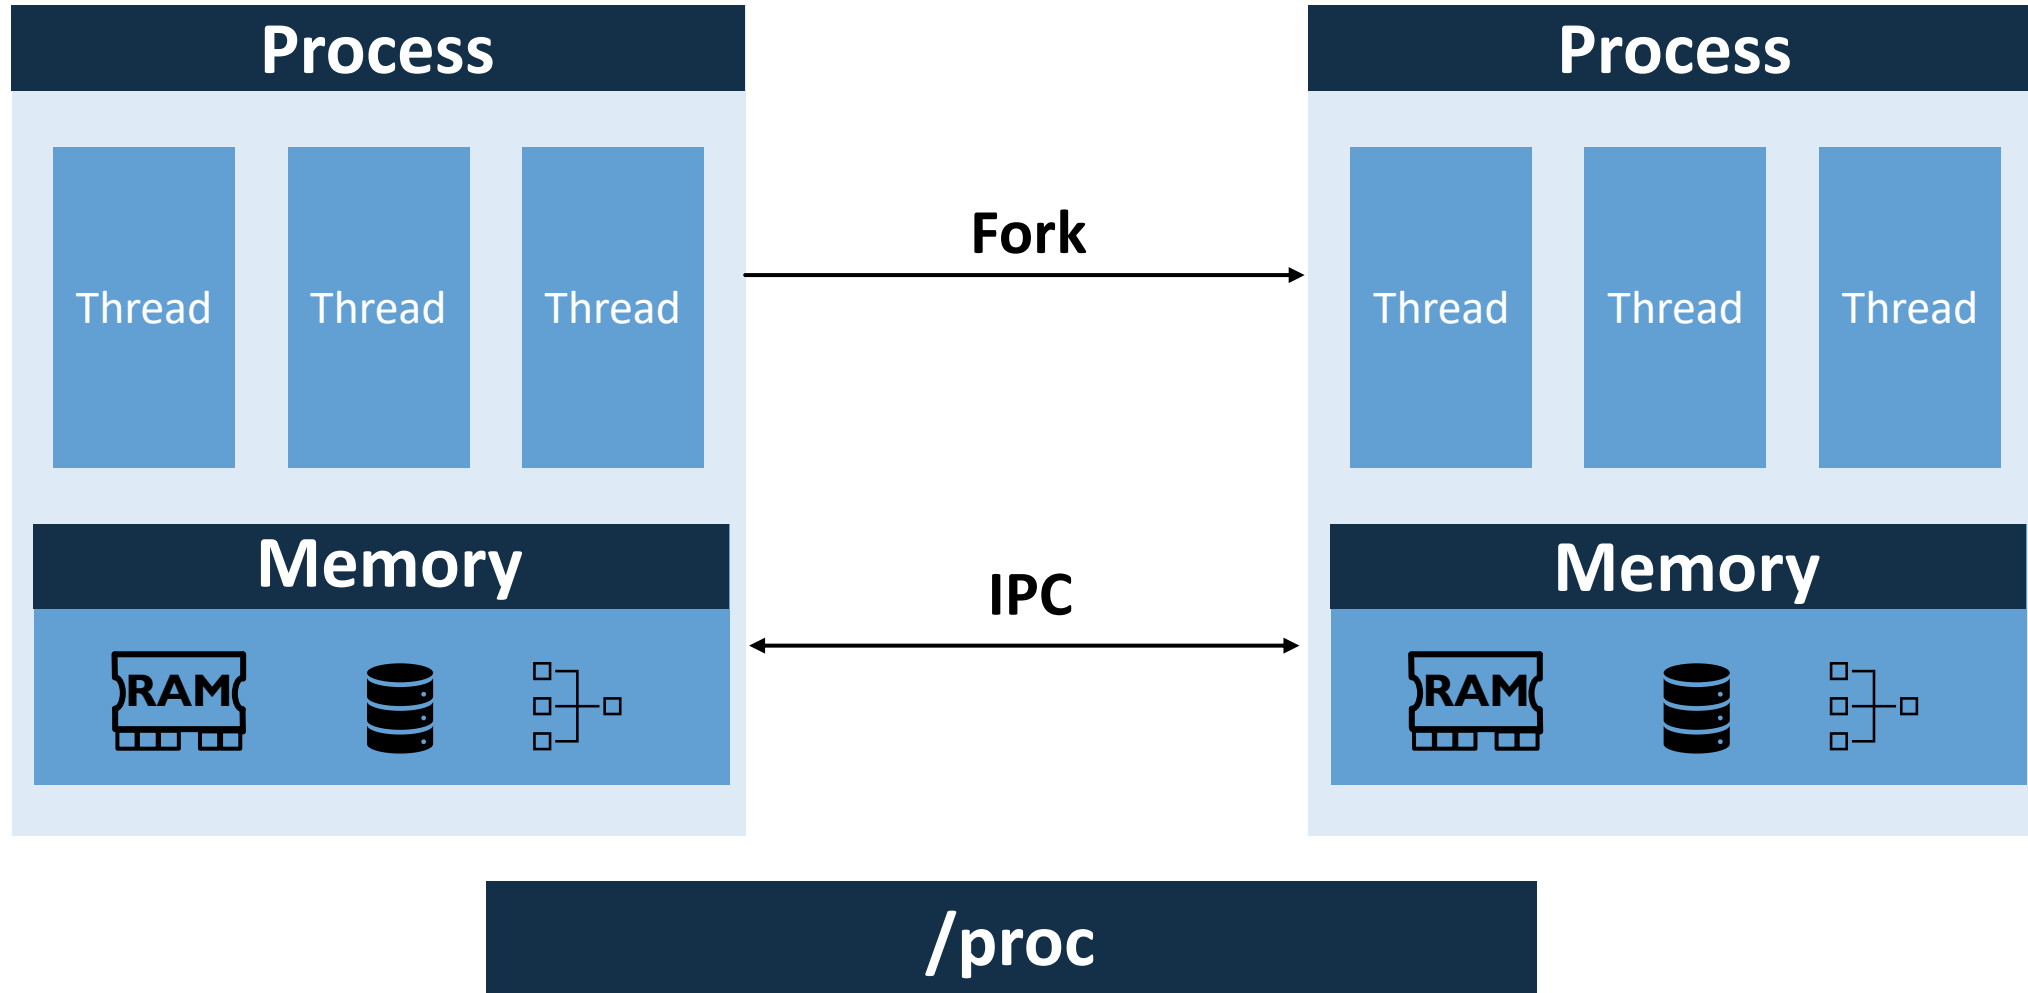 Process
Thread
Thread
Thread
Memory
RAM
Fork
IPC
Process
Thread
Thread
Thread
Memory
RAM
/proc